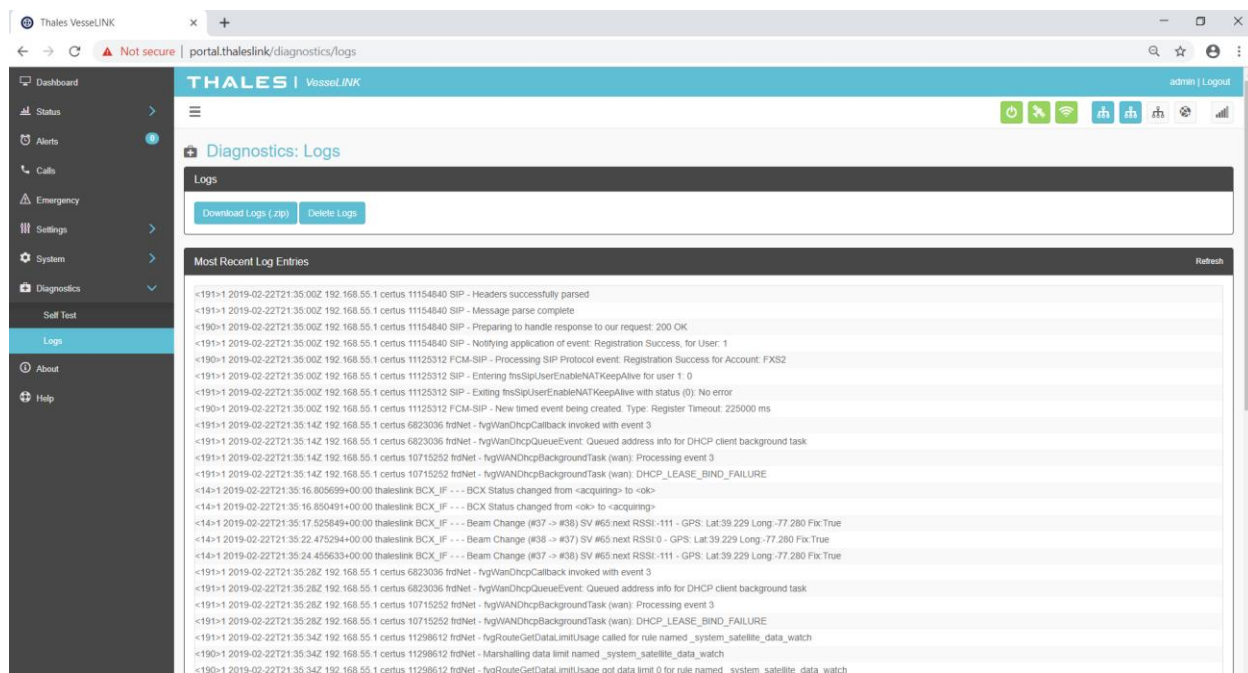 Thales VesseLINK
Not secure | portal.thaleslink/diagnostics/logs
Dashboard
THALES | VesseLINK
admin | Logout
Status
Alerts
0
Calls
Emergency
Settings
System
Diagnostics
Self Test
Logs
About
Help
Diagnostics: Logs
Logs
Download Logs (.zip)
Delete Logs
Most Recent Log Entries
Refresh
<191>1 2019-02-22T21:35:00Z 192.168.55.1 certus 11154840 SIP - Headers successfully parsed
<191>1 2019-02-22T21:35:00Z 192.168.55.1 certus 11154840 SIP - Message parse complete
<190>1 2019-02-22T21:35:00Z 192.168.55.1 certus 11154840 SIP - Preparing to handle response to our request: 200 OK
<191>1 2019-02-22T21:35:00Z 192.168.55.1 certus 11154840 SIP - Notifying application of event: Registration Success, for User: 1
<190>1 2019-02-22T21:35:00Z 192.168.55.1 certus 11125312 FCM-SIP - Processing SIP Protocol event: Registration Success for Account: FXS2
<191>1 2019-02-22T21:35:00Z 192.168.55.1 certus 11125312 SIP - Entering fnsSipUserEnableNATKeepAlive for user 1: 0
<191>1 2019-02-22T21:35:00Z 192.168.55.1 certus 11125312 SIP - Exiting fnsSipUserEnableNATKeepAlive with status (0): No error
<190>1 2019-02-22T21:35:00Z 192.168.55.1 certus 11125312 FCM-SIP - New timed event being created. Type: Register Timeout: 225000 ms
<191>1 2019-02-22T21:35:14Z 192.168.55.1 certus 6823036 frdNet - fvgWanDhcpCallback invoked with event 3
<191>1 2019-02-22T21:35:14Z 192.168.55.1 certus 6823036 frdNet - fvgWanDhcpQueueEvent: Queued address info for DHCP client background task
<191>1 2019-02-22T21:35:14Z 192.168.55.1 certus 10715252 frdNet - fvgWANDhcpBackgroundTask (wan): Processing event 3
<191>1 2019-02-22T21:35:14Z 192.168.55.1 certus 10715252 frdNet - fvgWANDhcpBackgroundTask (wan): DHCP_LEASE_BIND_FAILURE
<14>1 2019-02-22T21:35:16.805699+00:00 thaleslink BCX_IF - - - BCX Status changed from <acquiring> to <ok>
<14>1 2019-02-22T21:35:16.850491+00:00 thaleslink BCX_IF - - - BCX Status changed from <ok> to <acquiring>
<14>1 2019-02-22T21:35:17.525849+00:00 thaleslink BCX_IF - - - Beam Change (#37 -> #38) SV #65:next RSSI:-111 - GPS: Lat:39.229 Long:-77.280 Fix:True
<14>1 2019-02-22T21:35:22.475294+00:00 thaleslink BCX_IF - - - Beam Change (#38 -> #37) SV #65:next RSSI:0 - GPS: Lat:39.229 Long:-77.280 Fix:True
<14>1 2019-02-22T21:35:24.455633+00:00 thaleslink BCX_IF - - - Beam Change (#37 -> #38) SV #65:next RSSI:-111 - GPS: Lat:39.229 Long:-77.280 Fix:True
<191>1 2019-02-22T21:35:28Z 192.168.55.1 certus 6823036 frdNet - fvgWanDhcpCallback invoked with event 3
<191>1 2019-02-22T21:35:28Z 192.168.55.1 certus 6823036 frdNet - fvgWanDhcpQueueEvent: Queued address info for DHCP client background task
<191>1 2019-02-22T21:35:28Z 192.168.55.1 certus 10715252 frdNet - fvgWANDhcpBackgroundTask (wan): Processing event 3
<191>1 2019-02-22T21:35:28Z 192.168.55.1 certus 10715252 frdNet - fvgWANDhcpBackgroundTask (wan): DHCP_LEASE_BIND_FAILURE
<191>1 2019-02-22T21:35:34Z 192.168.55.1 certus 11298612 frdNet - fvgRouteGetDataLimitUsage called for rule named _system_satellite_data_watch
<190>1 2019-02-22T21:35:34Z 192.168.55.1 certus 11298612 frdNet - Marshalling data limit named _system_satellite_data_watch
<190>1 2019-02-22T21:35:34Z 192.168.55.1 certus 11298612 frdNet - fvgRouteGetDataLimitUsage got data limit 0 for rule named _system_satellite_data_watch